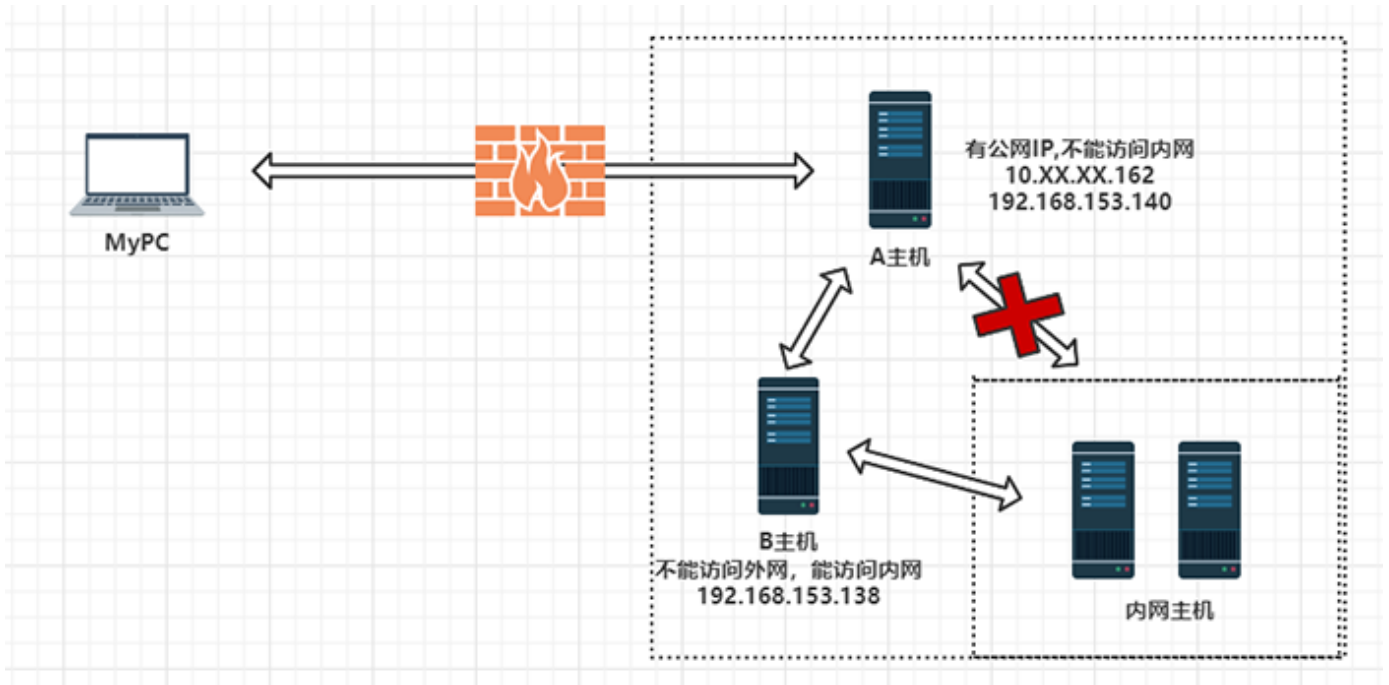 MyPC
有公网IP,不能访问内网
10.XX.XX.162
192.168.153.140
A主机
B主机
不能访问外网，能访问内网
192.168.153.138
内网主机